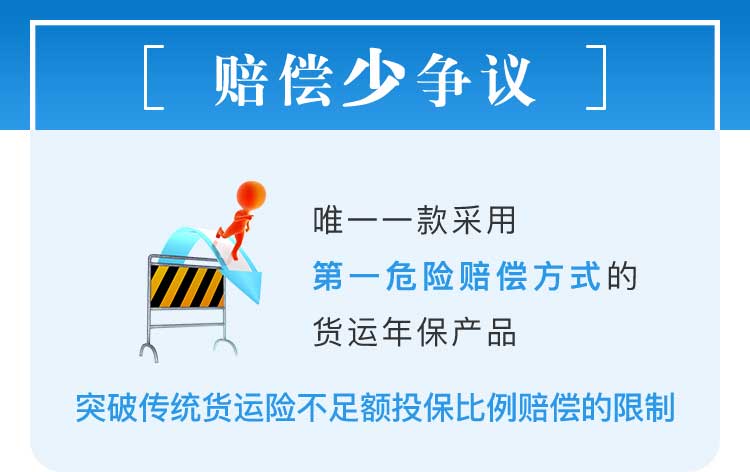 赔偿少争议
唯一一款采用
第一危险赔偿方式的
货运年保产品
突破传统货运险不足额投保比例赔偿的限制